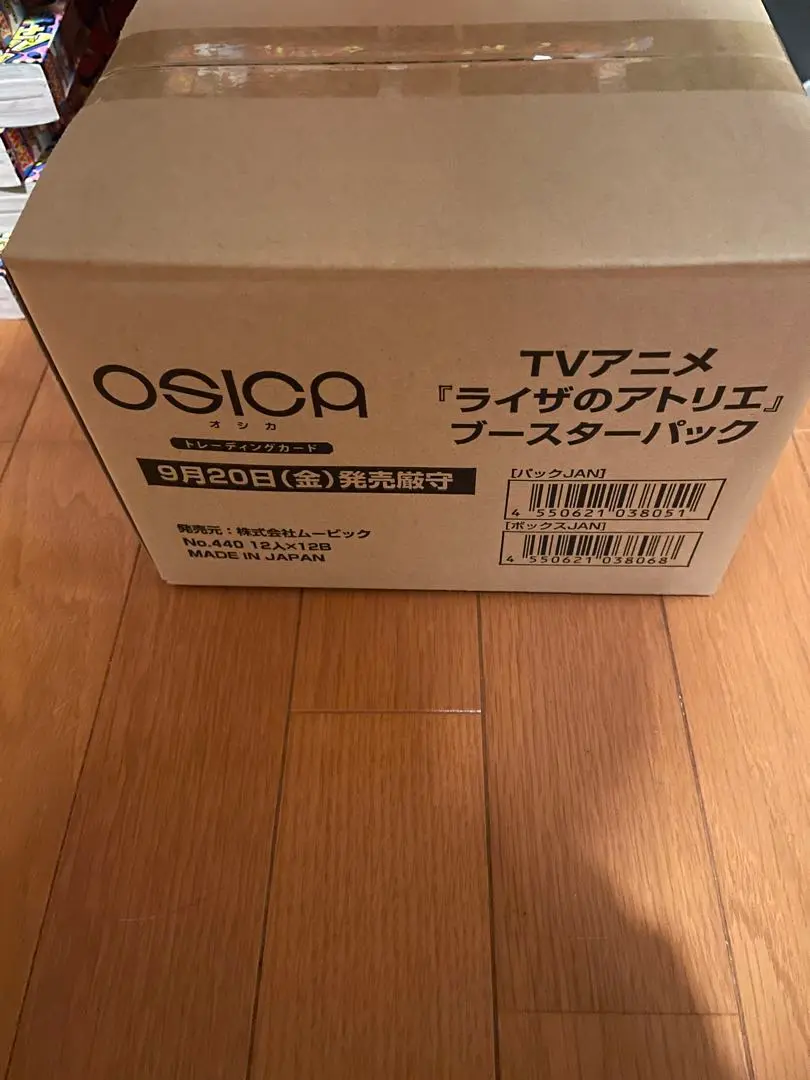 OSICA
オシカ
トレーディングカード
9月20日(金)発売厳守
発売元：株式会社ムービック
No.440 12入×12B
MADE IN JAPAN
TVアニメ
『ライザのアトリエ』
ブースターパック
[パックJAN]
4 550621 038051
[ボックスJAN]
4 550621 038068